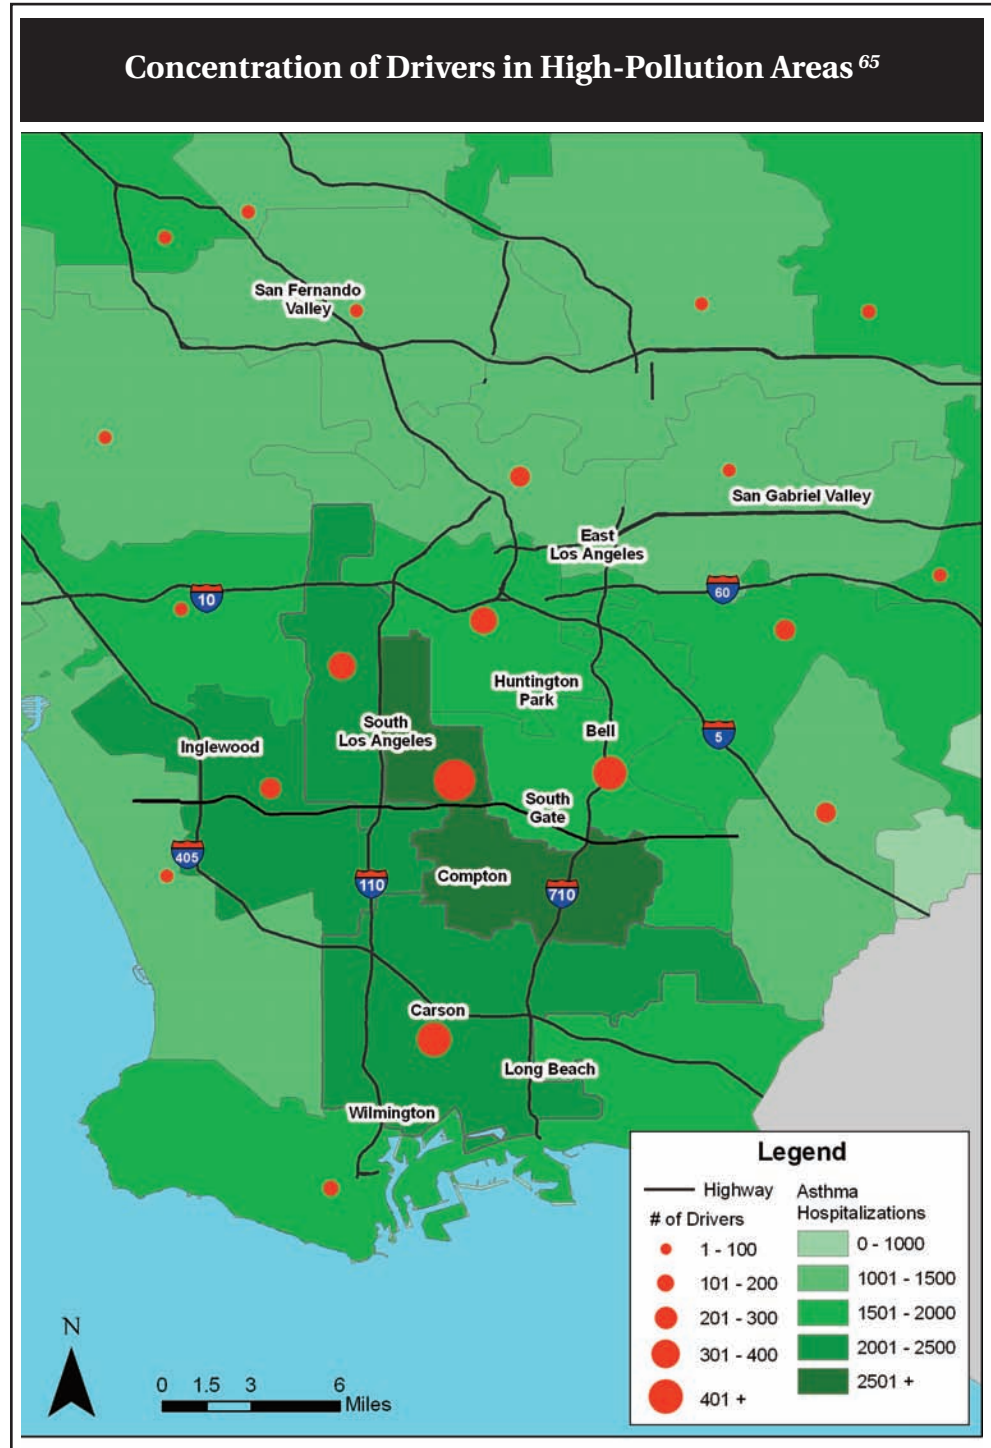 Concentration of Drivers in High-Pollution Areas 65
San Fernando
Valley
San Gabriel Valley
East
Los Angeles
10
60
Huntington
Park
South
Los Angeles
Bell
5
Inglewood
South
Gate
405
110
Compton
710
Carson
Long Beach
Wilmington
Legend
Highway
# of Drivers
1 - 100
101 - 200
201 - 300
301 - 400
401 +
Asthma
Hospitalizations
0 - 1000
1001 - 1500
1501 - 2000
2001 - 2500
2501 +
N
0 1.5 3 6
Miles